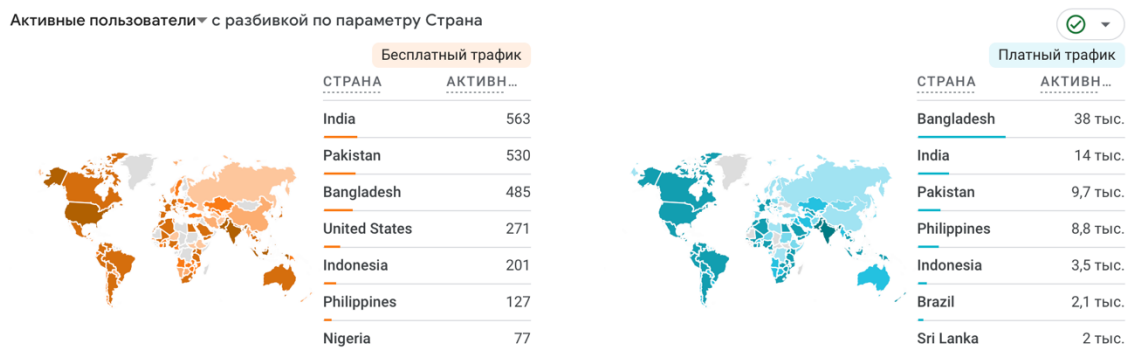 Активные пользователи с разбивкой по параметру Страна
Бесплатный трафик
СТРАНА АКТИВН...
India 563
Pakistan 530
Bangladesh 485
United States 271
Indonesia 201
Philippines 127
Nigeria 77
Платный трафик
СТРАНА АКТИВН...
Bangladesh 38 тыс.
India 14 тыс.
Pakistan 9,7 тыс.
Philippines 8,8 тыс.
Indonesia 3,5 тыс.
Brazil 2,1 тыс.
Sri Lanka 2 тыс.